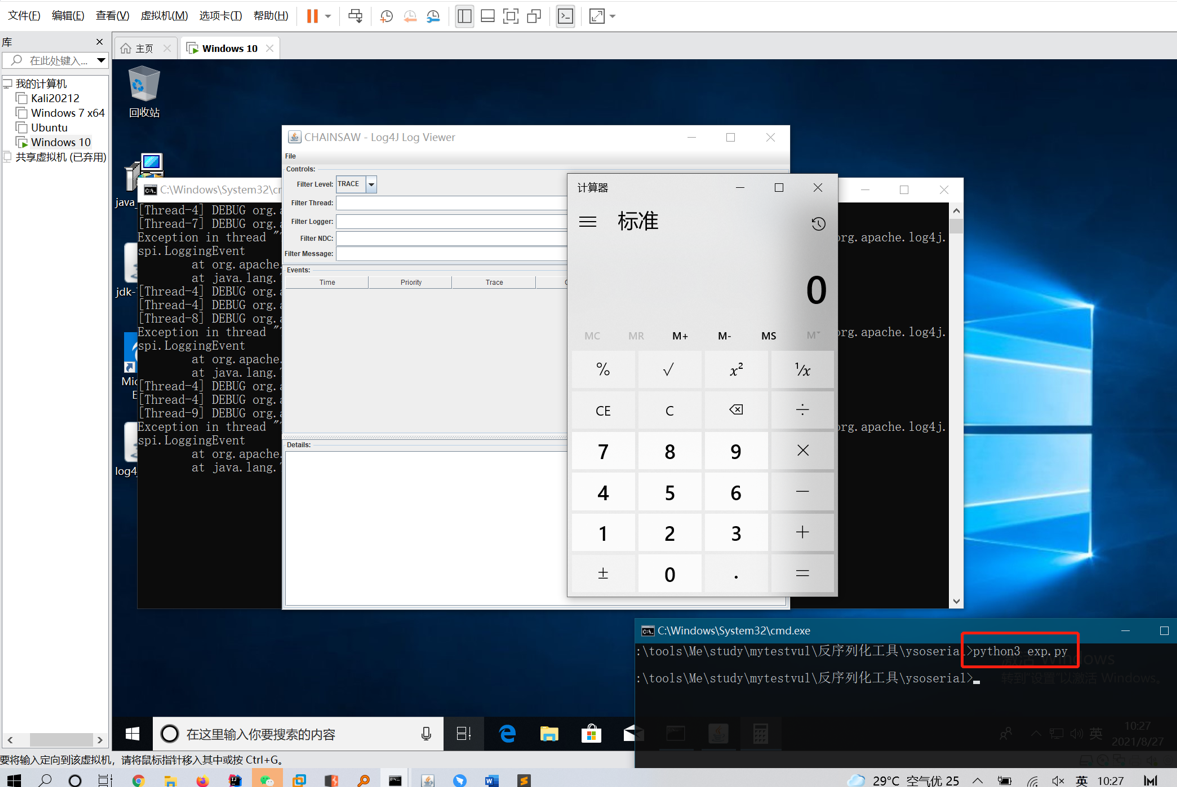 文件(F) 编辑(E) 查看(V) 虚拟机(M) 选项卡(T) 帮助(H)
库
主页
Windows 10
在此处键入...
我的计算机
Kali20212
Windows 7 x64
Ubuntu
Windows 10
共享虚拟机 (已弃用)
回收站
java_
jdk-
Mic
E
log4j
C:\Windows\System32\cr
[Thread-4] DEBUG org.
[Thread-7] DEBUG org.
Exception in thread "
org.apache.log4j.
spi.LoggingEvent
at org.apache
at java.lang.
[Thread-4] DEBUG org.
[Thread-4] DEBUG org.
[Thread-8] DEBUG org.
Exception in thread "
org.apache.log4j.
spi.LoggingEvent
at org.apache
at java.lang.
[Thread-4] DEBUG org.
[Thread-4] DEBUG org.
[Thread-9] DEBUG org.
Exception in thread "
org.apache.log4j.
spi.LoggingEvent
at org.apache
at java.lang.
CHAINSAW - Log4J Log Viewer
File
Controls:
Filter Level: TRACE
Filter Thread:
Filter Logger:
Filter NDC:
Filter Message:
Events:
Time Priority Trace
Details:
计算器
标准
0
MC MR M+ M- MS M˅
% √ x² ¹/x
CE C ÷
7 8 9 ×
4 5 6 −
1 2 3 +
± 0 . =
C:\Windows\System32\cmd.exe
:\tools\Me\study\mytestvul\反序列化工具\ysoserial>python3 exp.py
:\tools\Me\study\mytestvul\反序列化工具\ysoserial>
Windows
以激活 Windows。
在这里输入你要搜索的内容
英
10:27
2021/8/27
要将输入定向到该虚拟机，请将鼠标指针移入其中或按 Ctrl+G。
29°C 空气优 25
英 10:27